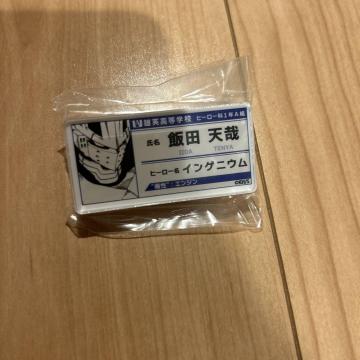 雄英高等学校 ヒーロー科1年A組
氏名 飯田 天哉
IIDA TENYA
ヒーロー名 インゲニウム
"個性":エンジン